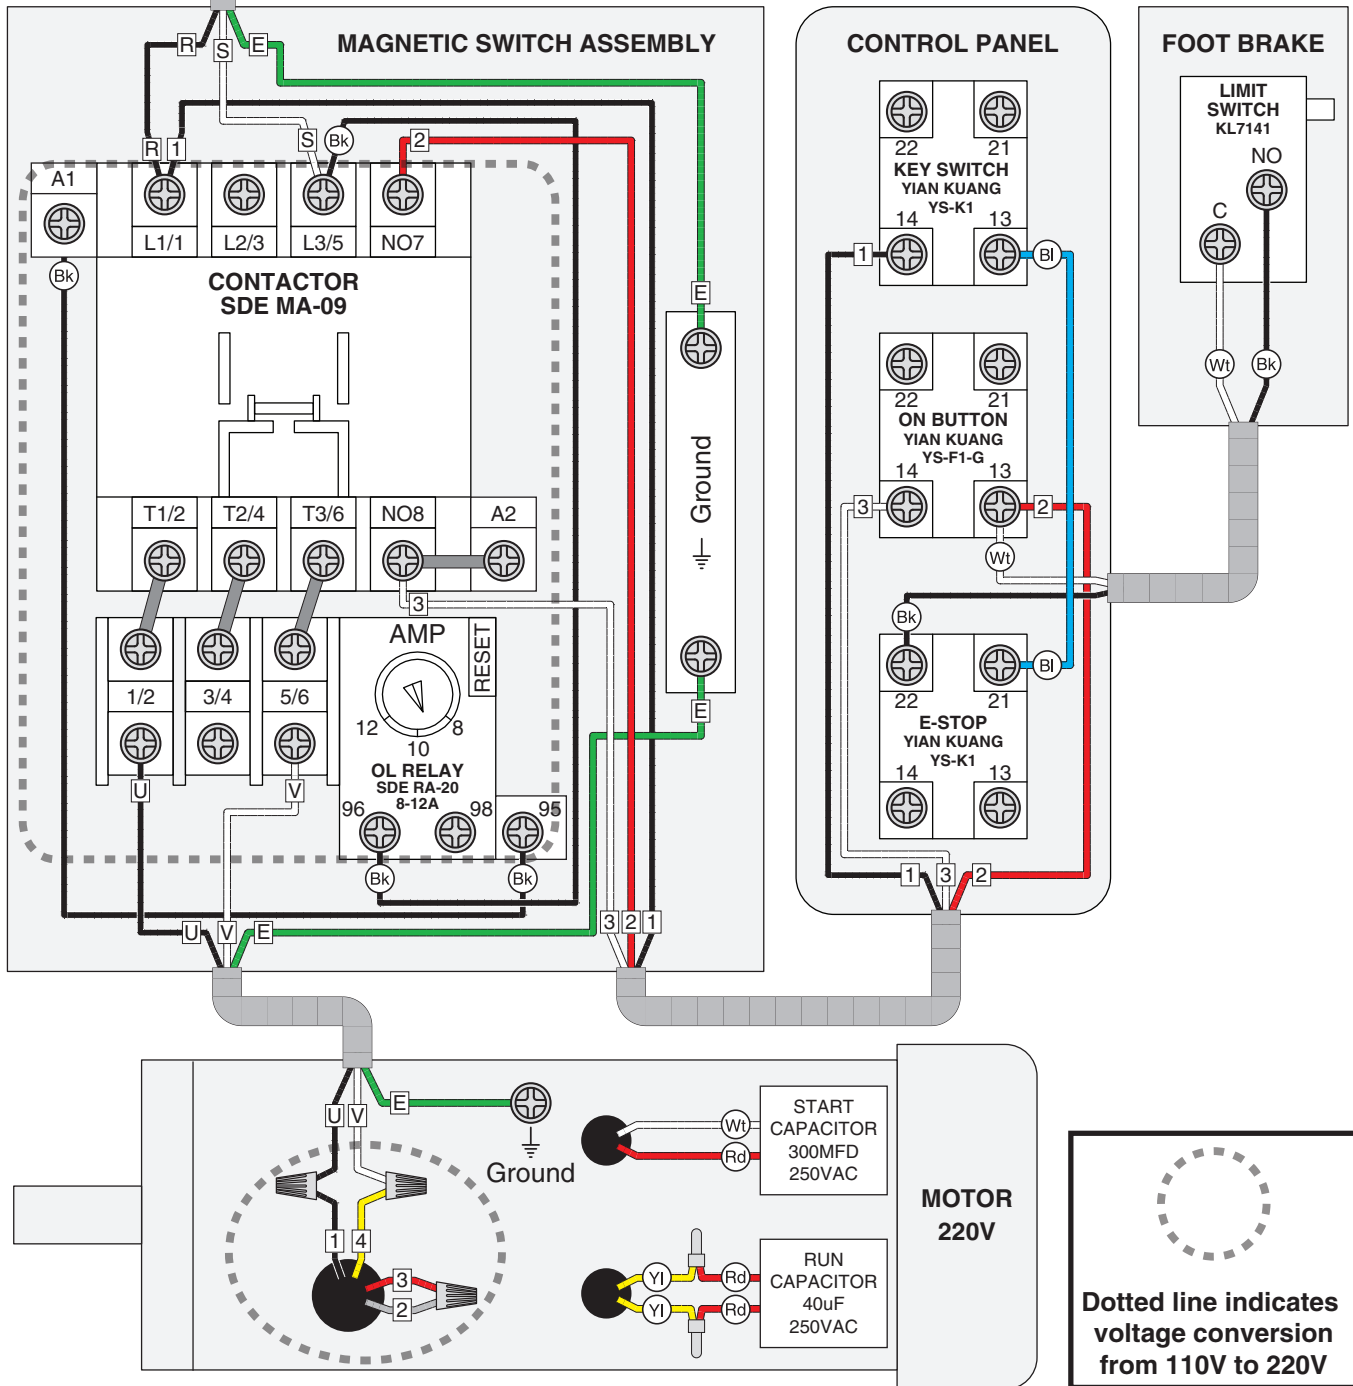 MAGNETIC SWITCH ASSEMBLY
R
S
E
R
1
S
Bk
2
A1
L1/1
L2/3
L3/5
NO7
Bk
CONTACTOR
SDE MA-09
E
Ground
E
T1/2
T2/4
T3/6
NO8
A2
3
AMP
RESET
12
10
8
1/2
3/4
5/6
OL RELAY
SDE RA-20
8-12A
96
98
95
U
V
Bk
Bk
U
V
E
3
2
1
CONTROL PANEL
22
21
KEY SWITCH
YIAN KUANG
YS-K1
14
13
1
Bl
22
21
ON BUTTON
YIAN KUANG
YS-F1-G
14
13
3
2
Wt
Bk
Bl
22
21
E-STOP
YIAN KUANG
YS-K1
14
13
1
3
2
FOOT BRAKE
LIMIT
SWITCH
KL7141
NO
C
Wt
Bk
U
V
E
Ground
1
4
3
2
Wt
Rd
START
CAPACITOR
300MFD
250VAC
Yl
Rd
Yl
Rd
RUN
CAPACITOR
40uF
250VAC
MOTOR
220V
Dotted line indicates
voltage conversion
from 110V to 220V